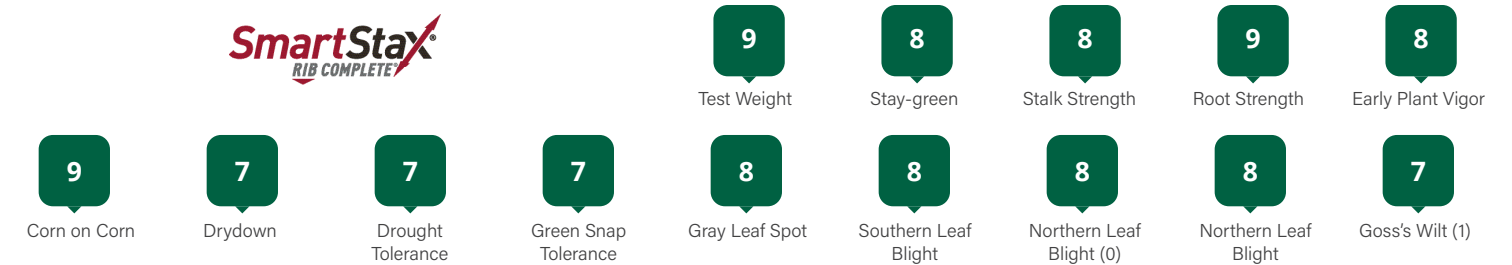 SmartStax®
RIB COMPLETE®
9 8 8 9 8
Test Weight Stay-green Stalk Strength Root Strength Early Plant Vigor
9 7 7 7 8 8 8 8 7
Corn on Corn Drydown Drought Green Snap Gray Leaf Spot Southern Leaf Northern Leaf Northern Leaf Goss's Wilt (1)
Tolerance Tolerance Blight Blight (0) Blight